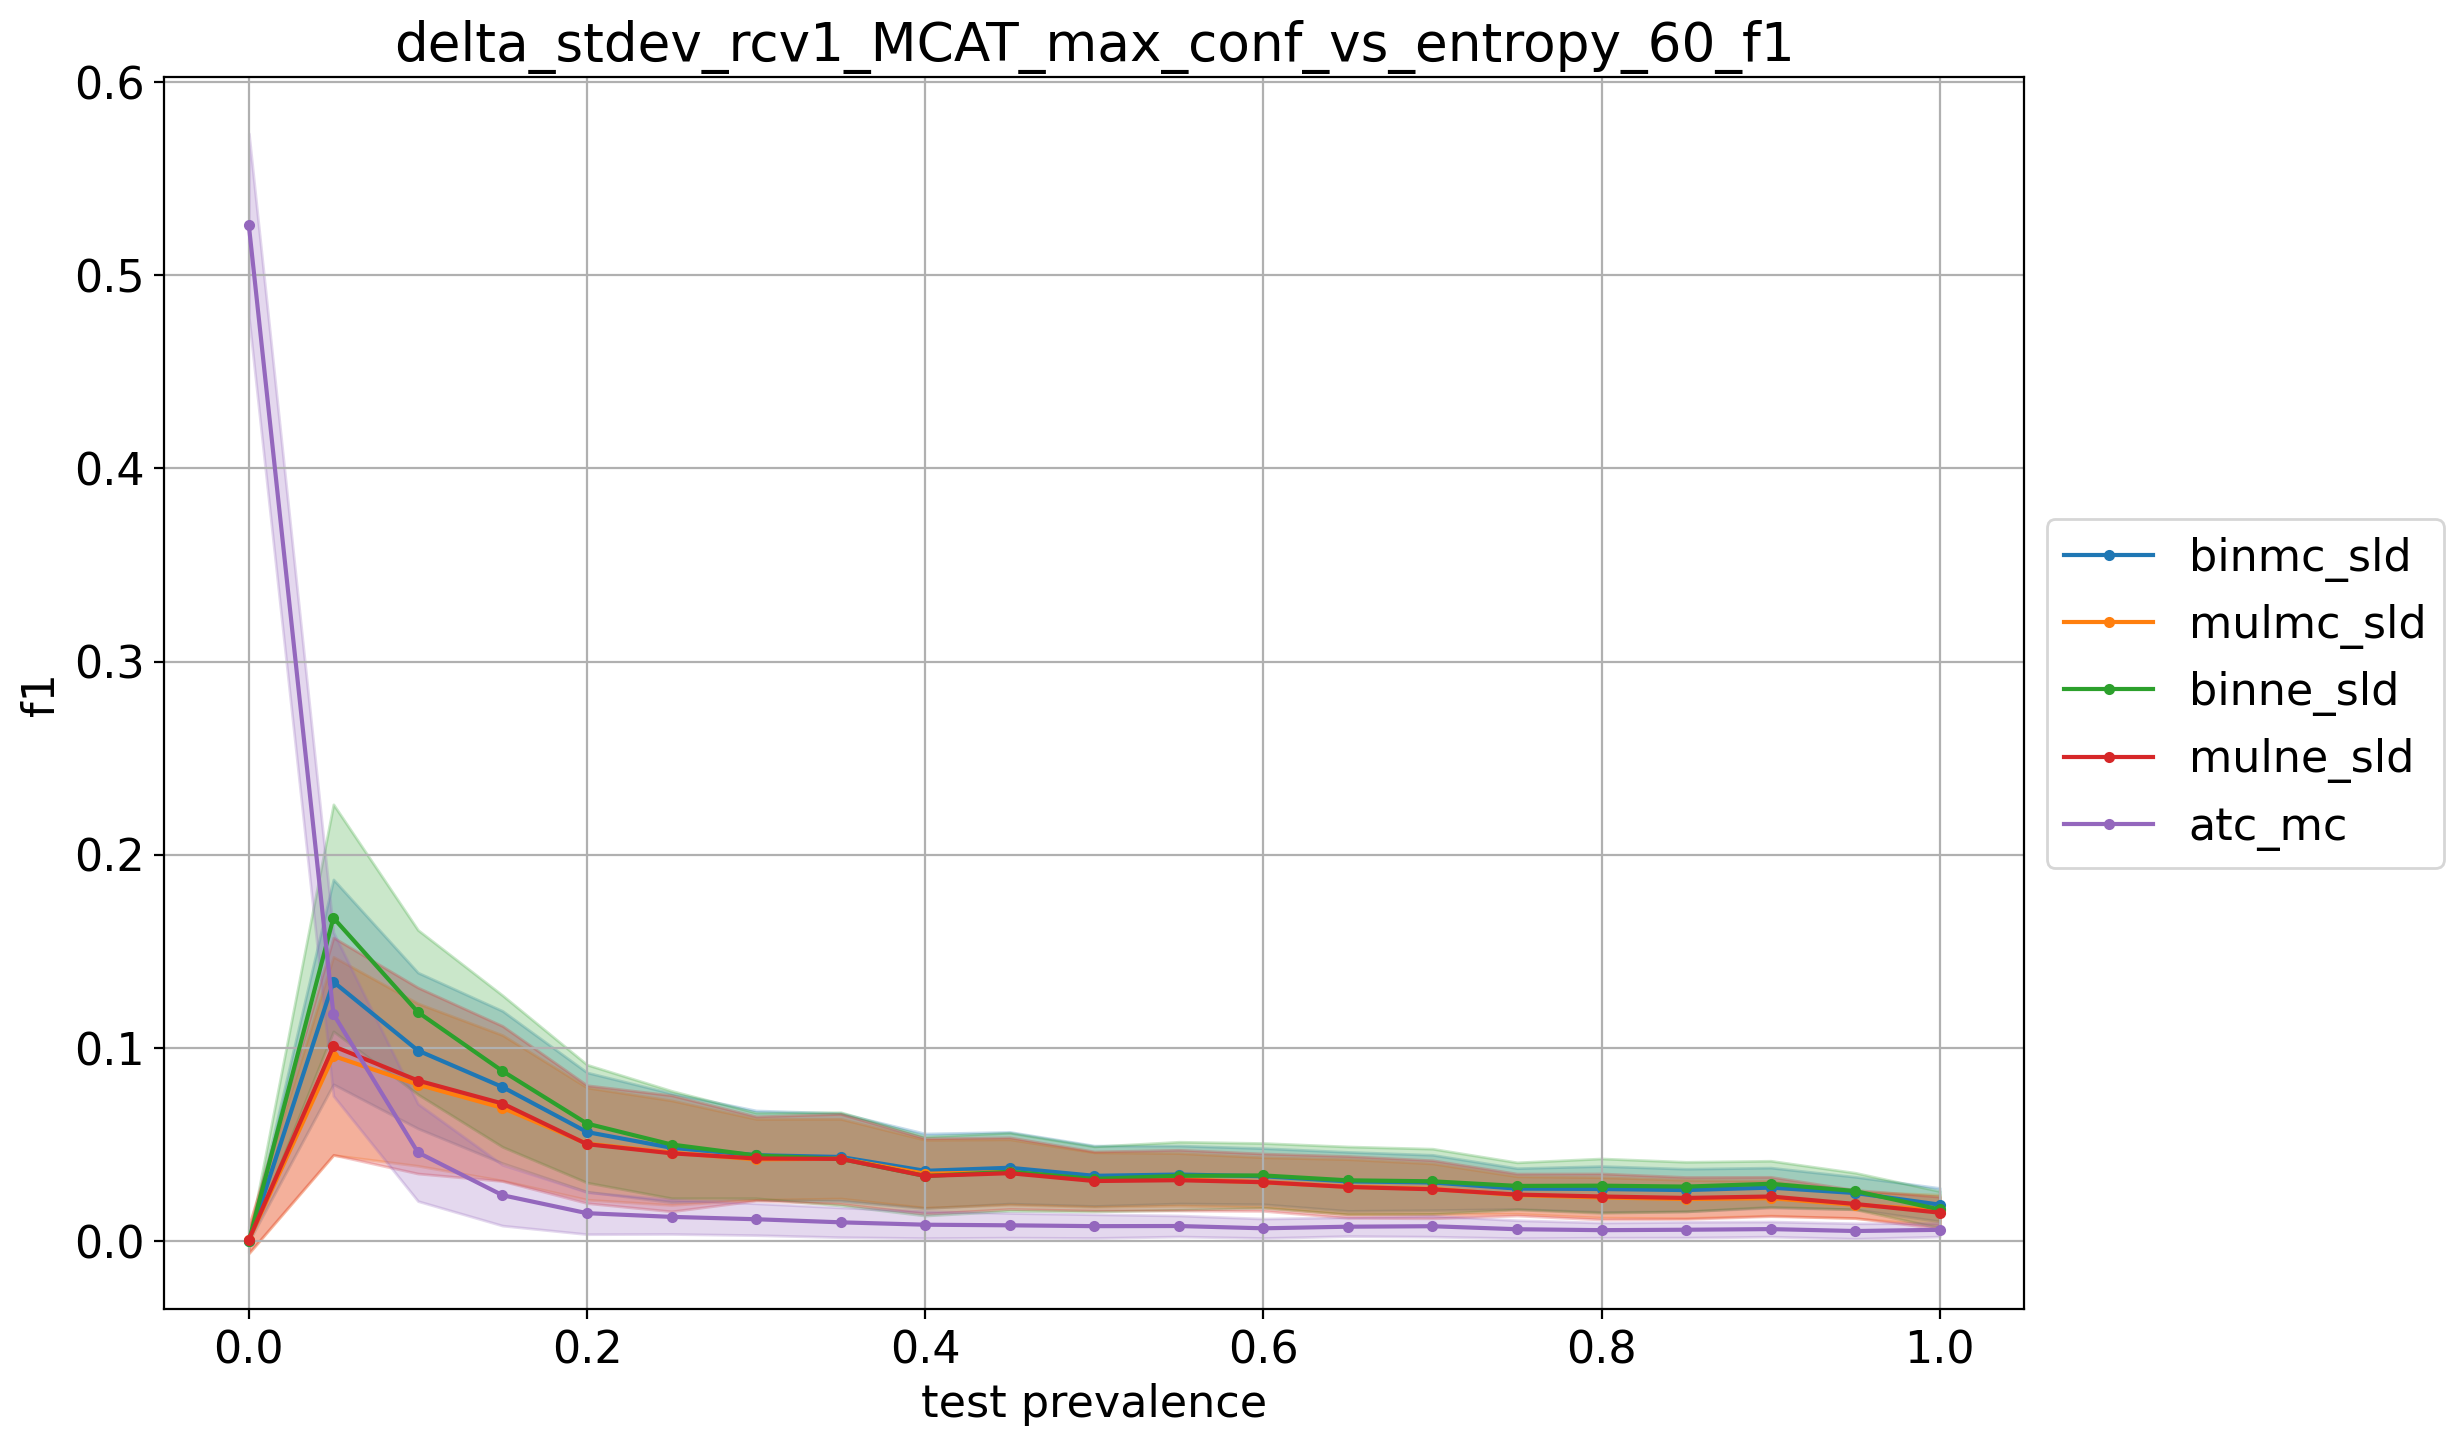 delta_stdev_rcv1_MCAT_max_conf_vs_entropy_60_f1
0.6
0.5
0.4
0.3
0.2
0.1
0.0
f1
0.0 0.2 0.4 0.6 0.8 1.0
test prevalence
binmc_sld
mulmc_sld
binne_sld
mulne_sld
atc_mc